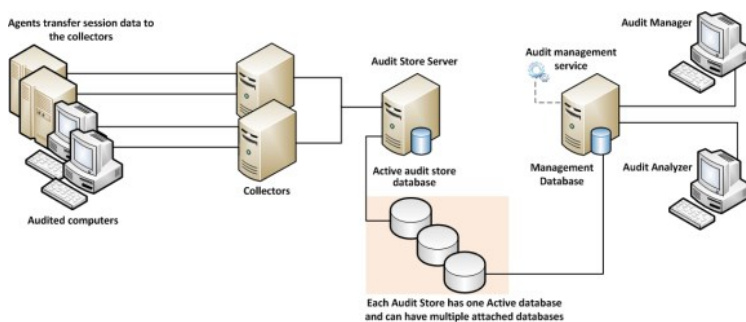 Agents transfer session data to
the collectors
Audited computers
Collectors
Audit Store Server
Active audit store
database
Each Audit Store has one Active database
and can have multiple attached databases
Audit management
service
Management
Database
Audit Manager
Audit Analyzer